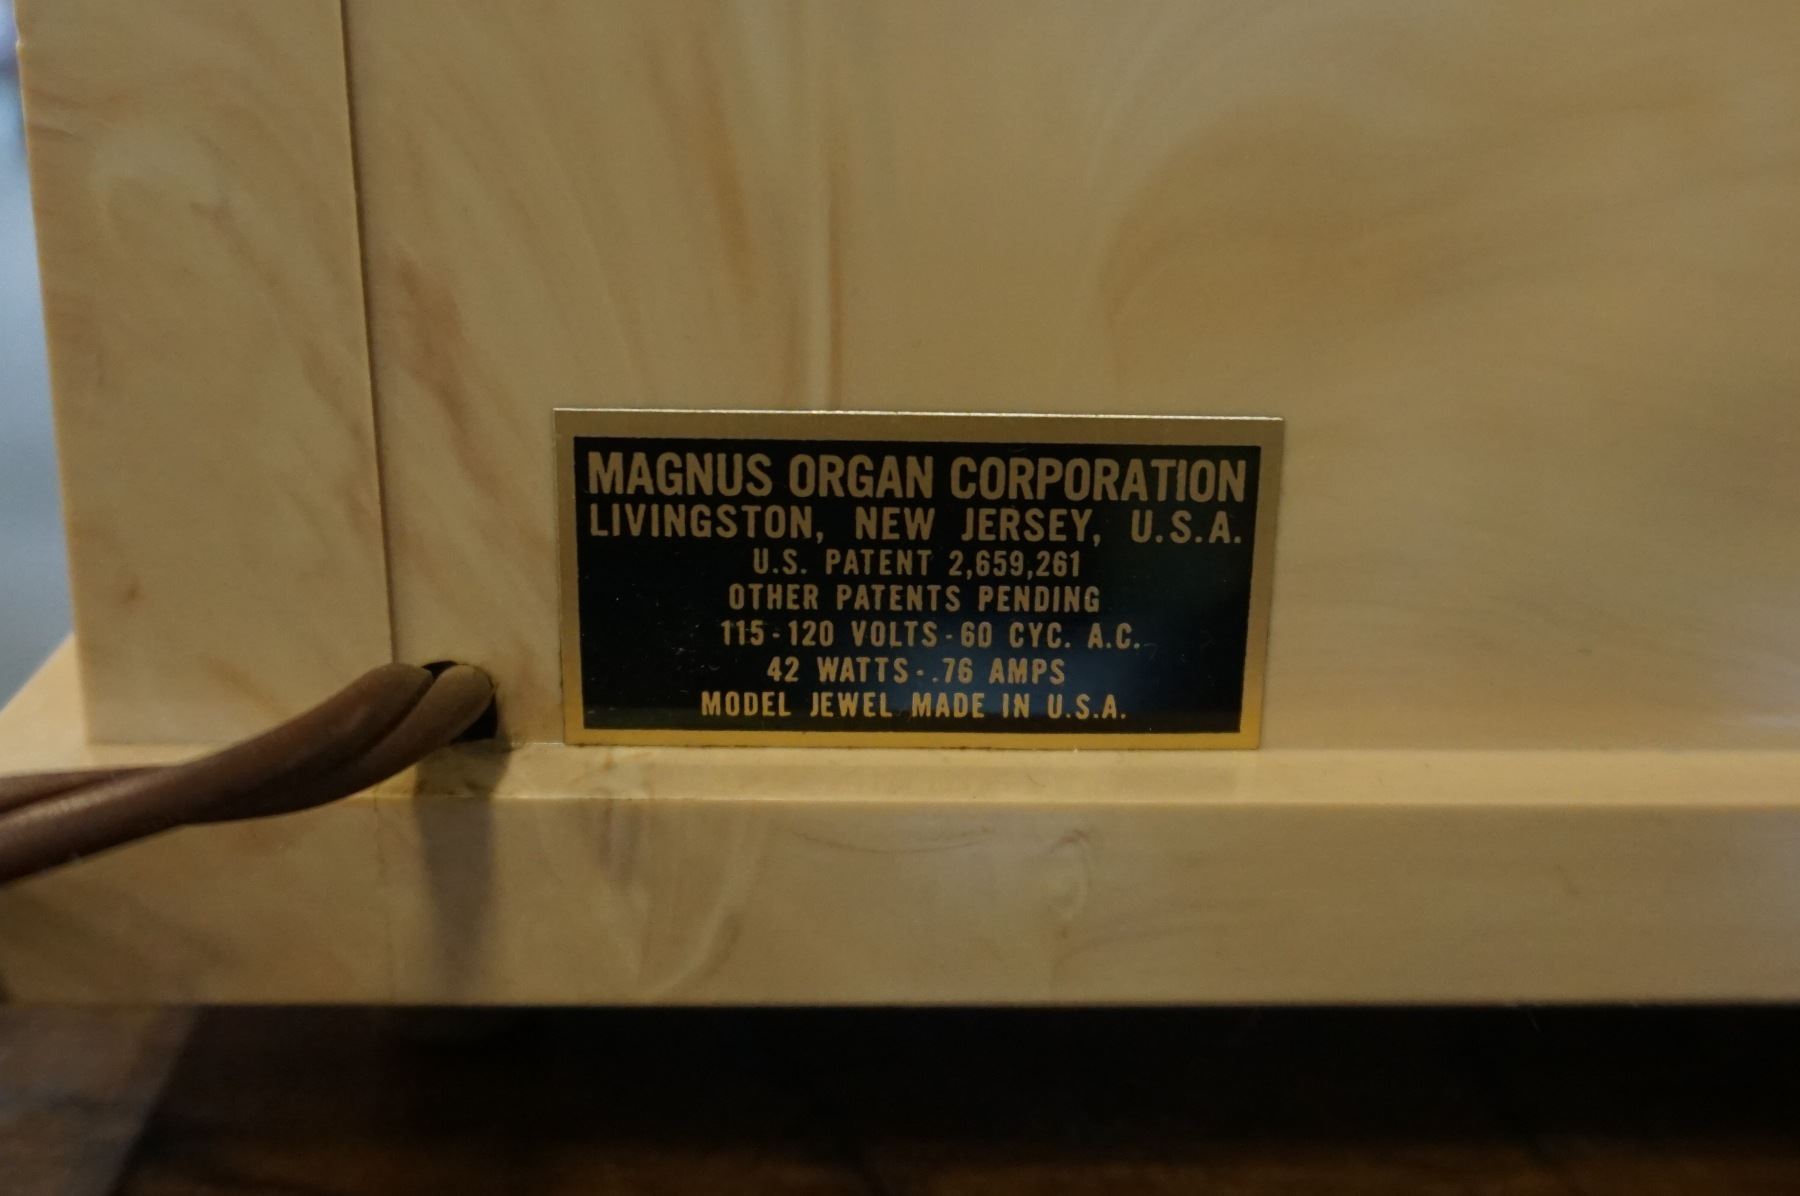 MAGNUS ORGAN CORPORATION
LIVINGSTON, NEW JERSEY, U.S.A.
U.S. PATENT 2,659,261
OTHER PATENTS PENDING
115-120 VOLTS-60 CYC. A.C.
42 WATTS-.76 AMPS
MODEL JEWEL MADE IN U.S.A.